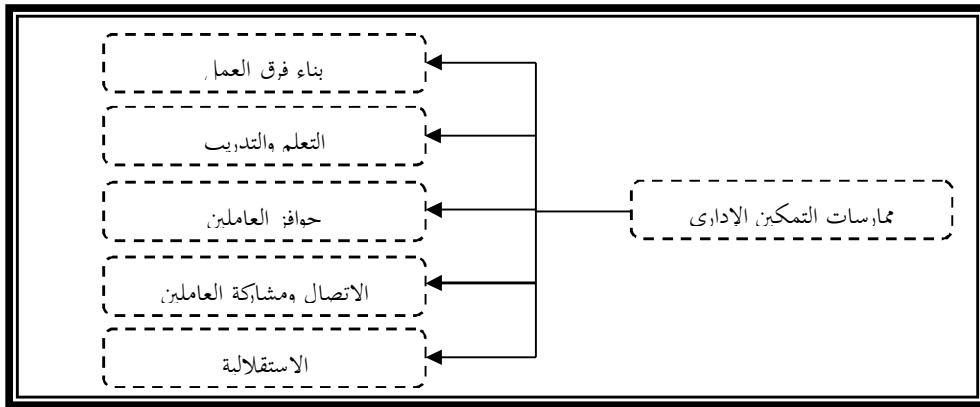 ممارسات التمكين الإداري
بناء فرق العمل
التعلم والتدريب
حوافز العاملين
الاتصال ومشاركة العاملين
الاستقلالية